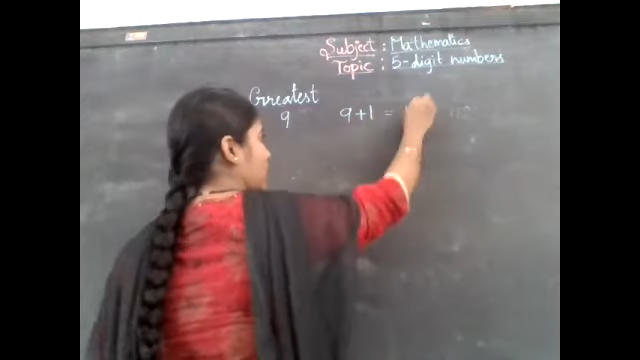 Subject : Mathematics
Topic : 5-digit numbers
Greatest
9 9+1 =